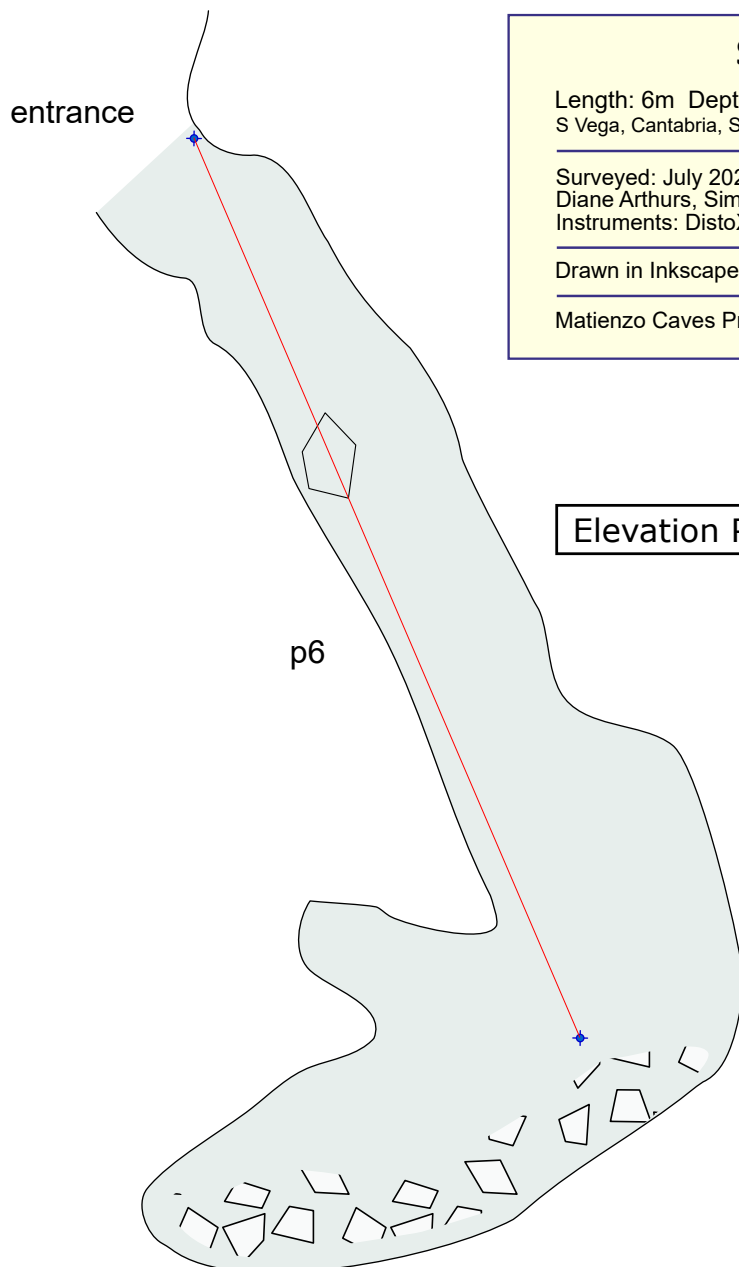 entrance
Length: 6m Dept
S Vega, Cantabria, S
Surveyed: July 202
Diane Arthurs, Sim
Instruments: Disto
Drawn in Inkscape
Matienzo Caves Pr
Elevation P
p6